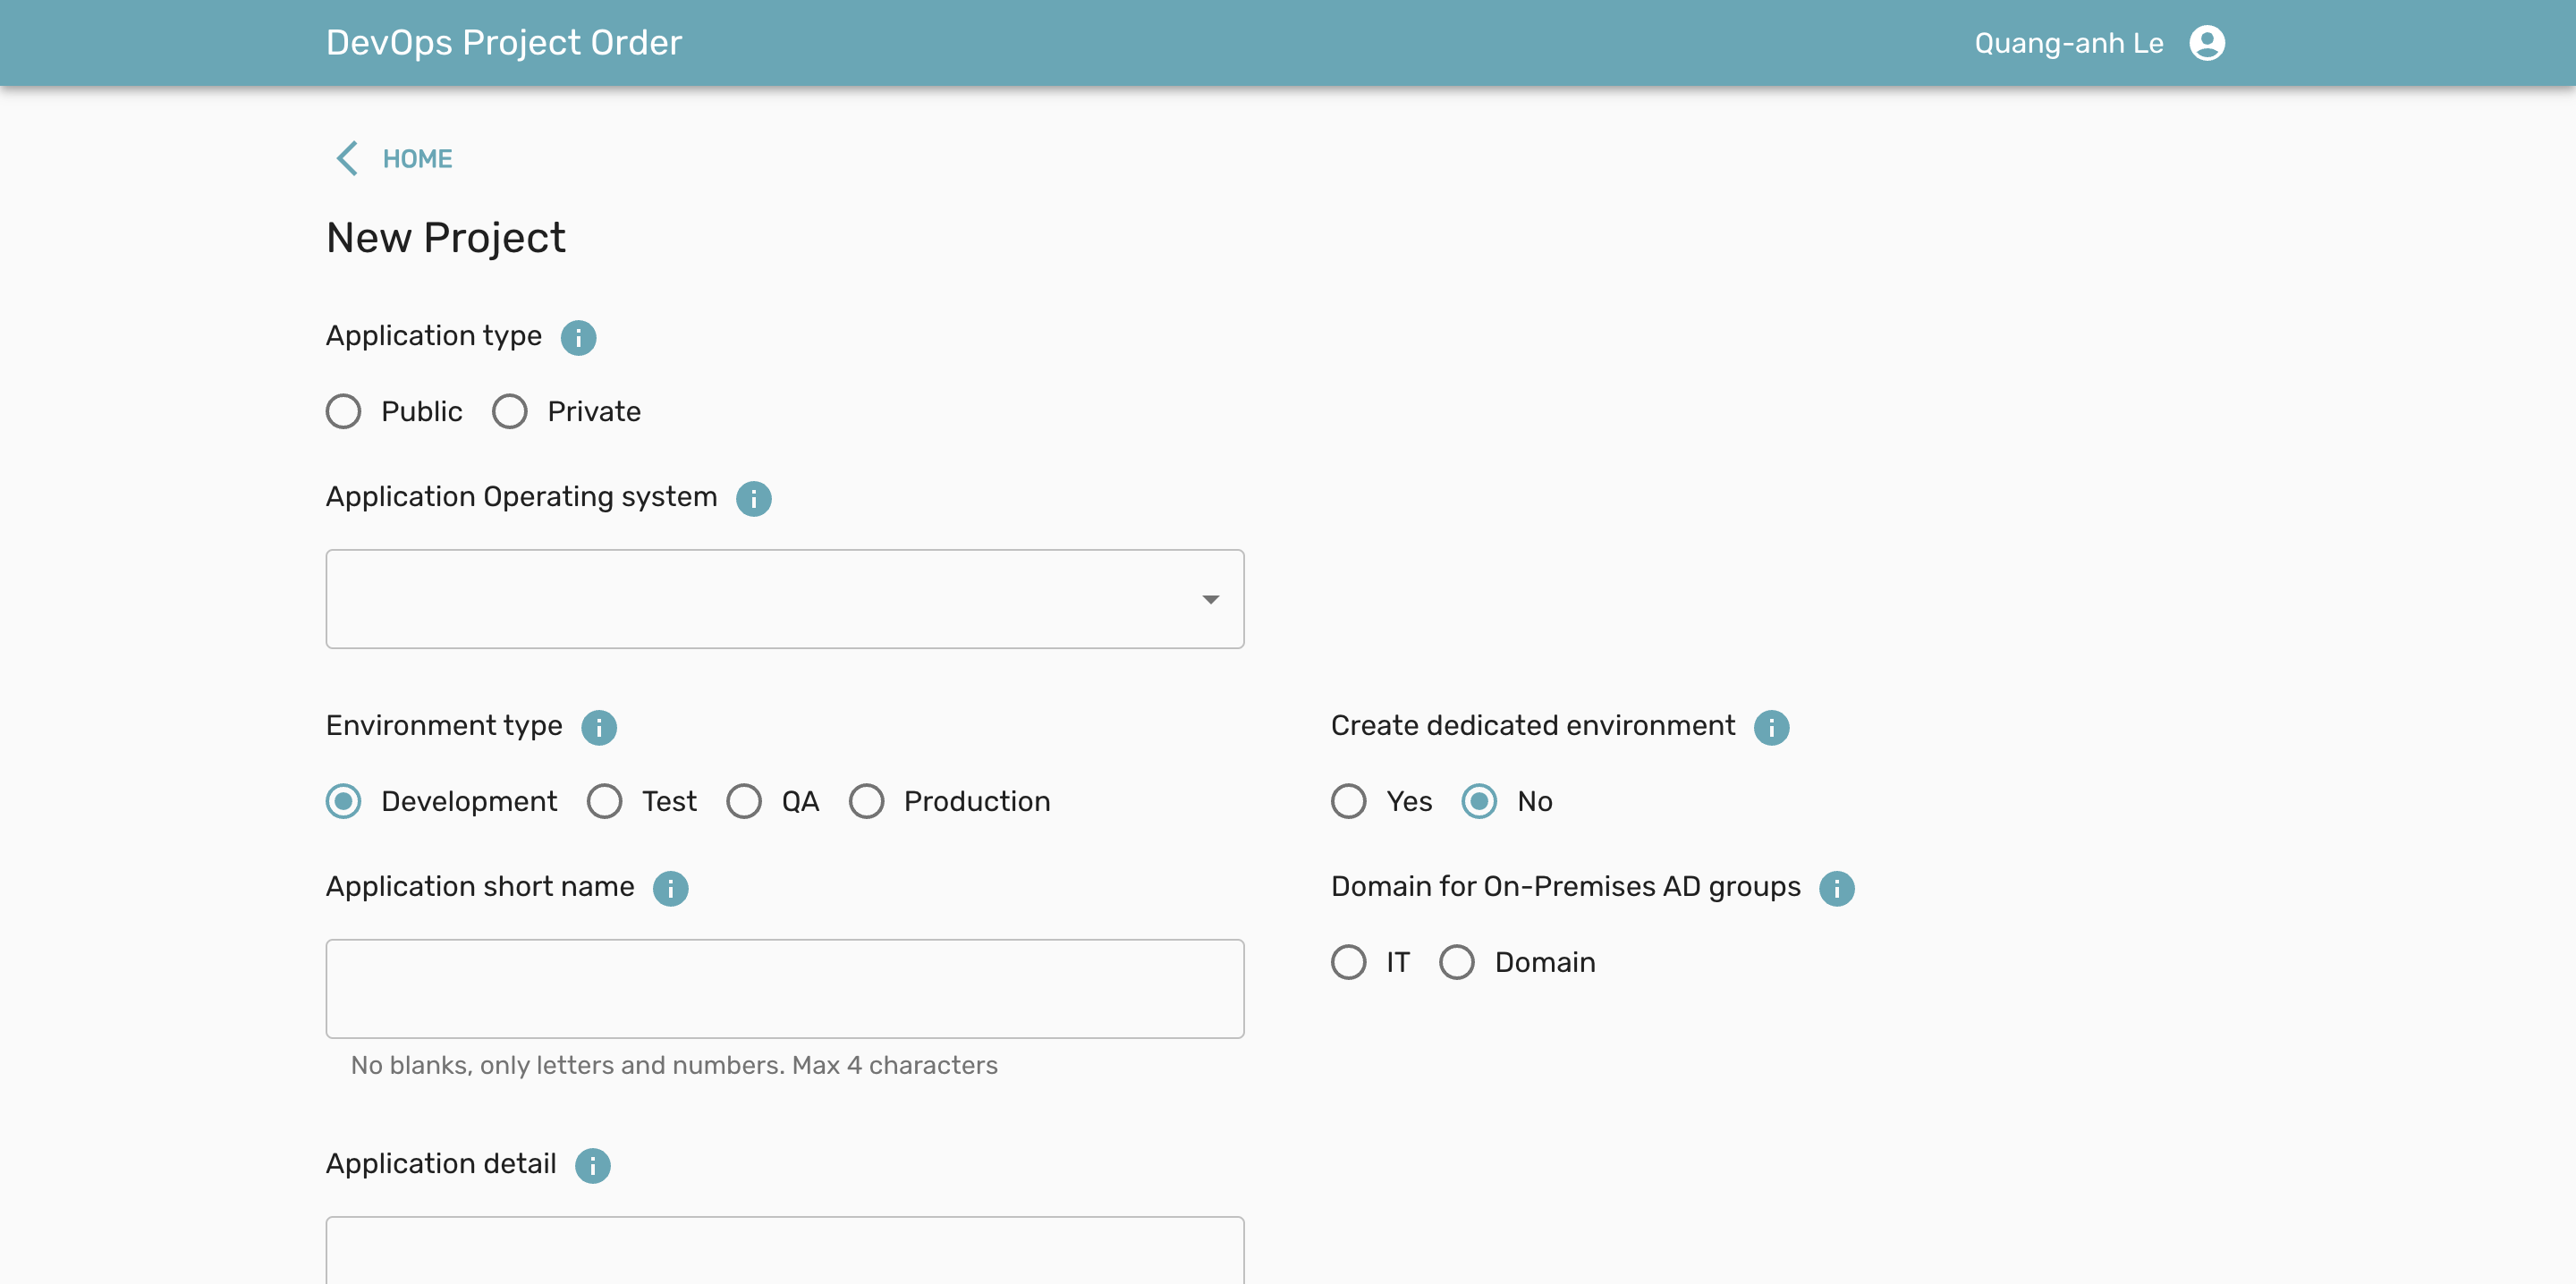 DevOps Project Order
Quang-anh Le
HOME
New Project
Application type
Public Private
Application Operating system
Environment type
Development Test QA Production
Create dedicated environment
Yes No
Application short name
No blanks, only letters and numbers. Max 4 characters
Domain for On-Premises AD groups
IT Domain
Application detail